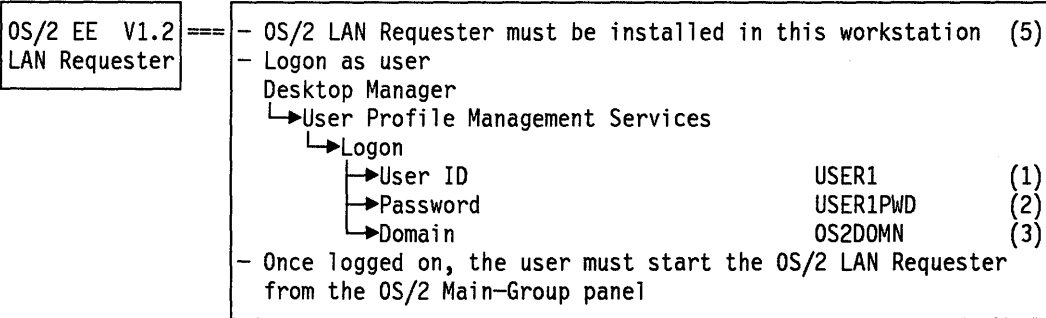 OS/2 EE V1.2 === - OS/2 LAN Requester must be installed in this workstation (5)
LAN Requester - Logon as user
Desktop Manager
User Profile Management Services
Logon
User ID USER1 (1)
Password USER1PWD (2)
Domain OS2DOMN (3)
- Once logged on, the user must start the OS/2 LAN Requester
from the OS/2 Main-Group panel